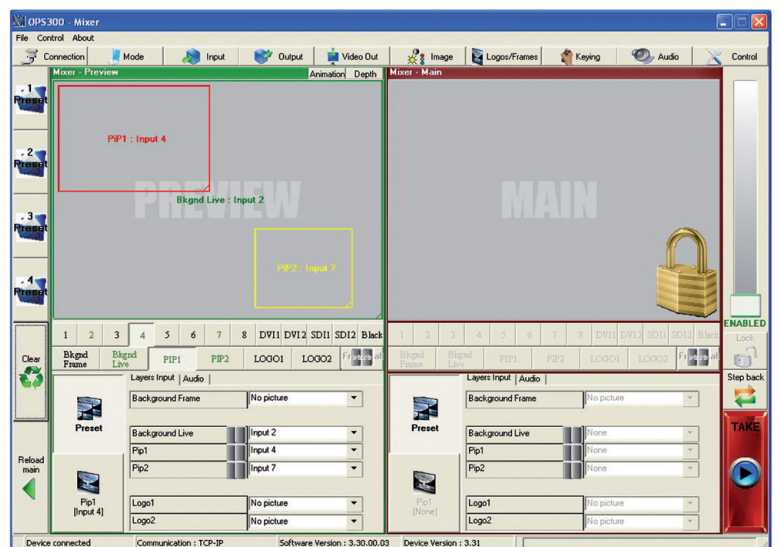 OPS300 - Mixer
File Control About
Connection Mode Input Output Video Out Image Logos/Frames Keying Audio Control
Mixer - Preview Animation Depth Mixer - Main
1
Preset
2
Preset
3
Preset
4
Preset
PiP1 : Input 4
PREVIEW
Bkgnd Live : Input 2
PiP2 : Input 7
MAIN
ENABLED
1 2 3 4 5 6 7 8 DVI1 DVI2 SDI1 SDI2 Black
1 2 3 4 5 6 7 8 DVI1 DVI2 SDI1 SDI2 Black
Lock
Clear
Bkgnd Frame Bkgnd Live PIP1 PIP2 LOGO1 LOGO2
Bkgnd Frame Bkgnd Live PIP1 PIP2 LOGO1 LOGO2
Step back
TAKE
Reload main
Layers Input Audio
Preset
Background Frame No picture
Background Live Input 2
Pip1 Input 4
Pip2 Input 7
Pip1
[Input 4]
Logo1 No picture
Logo2 No picture
Layers Input Audio
Preset
Background Frame No picture
Background Live None
Pip1 None
Pip2 None
Pip1
[None]
Logo1 No picture
Logo2 No picture
Device connected Communication : TCP-IP Software Version : 3.30.00.03 Device Version : 3.31